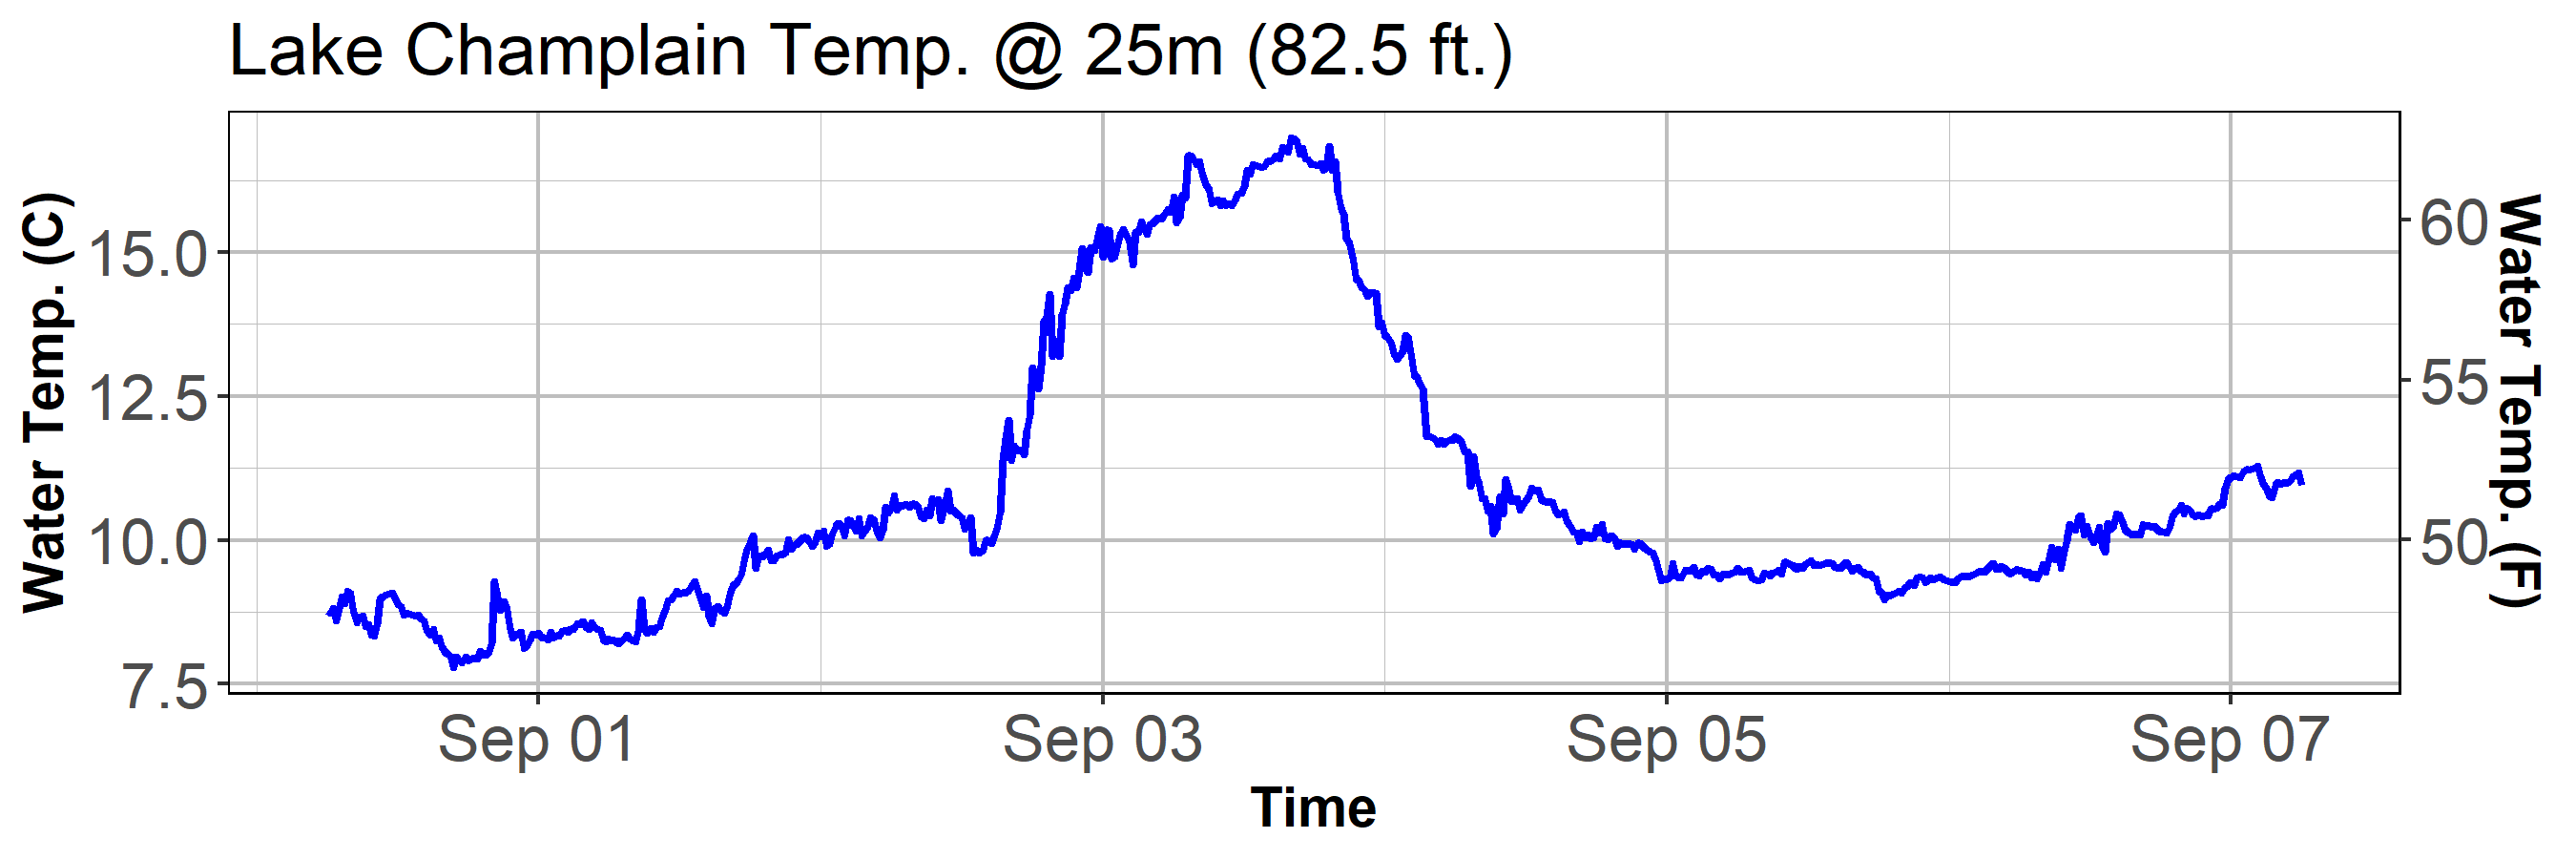 Lake Champlain Temp. @ 25m (82.5 ft.)
Water Temp. (C)
15.0
12.5
10.0
7.5
60
55
50
Water Temp. (F)
Sep 01
Sep 03
Sep 05
Sep 07
Time